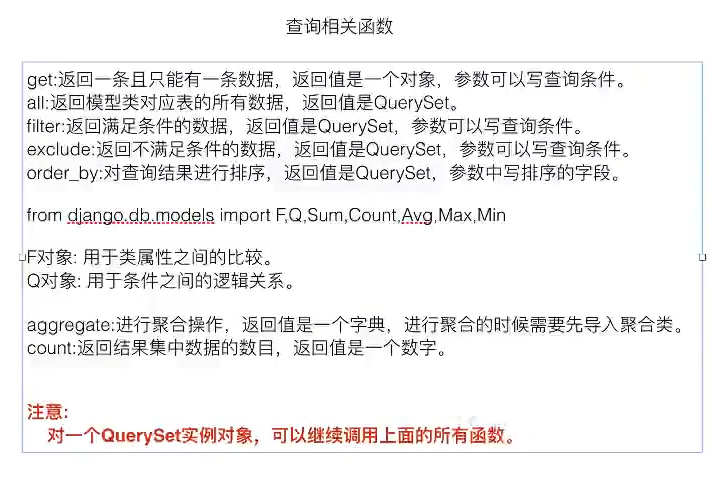 查询相关函数
get:返回一条且只能有一条数据，返回值是一个对象，参数可以写查询条件。
all:返回模型类对应表的所有数据，返回值是QuerySet。
filter:返回满足条件的数据，返回值是QuerySet，参数可以写查询条件。
exclude:返回不满足条件的数据，返回值是QuerySet，参数可以写查询条件。
order_by:对查询结果进行排序，返回值是QuerySet，参数中写排序的字段。
from django.db.models import F,Q,Sum,Count,Avg,Max,Min
F对象: 用于类属性之间的比较。
Q对象: 用于条件之间的逻辑关系。
aggregate:进行聚合操作，返回值是一个字典，进行聚合的时候需要先导入聚合类。
count:返回结果集中数据的数目，返回值是一个数字。
注意:
对一个QuerySet实例对象，可以继续调用上面的所有函数。